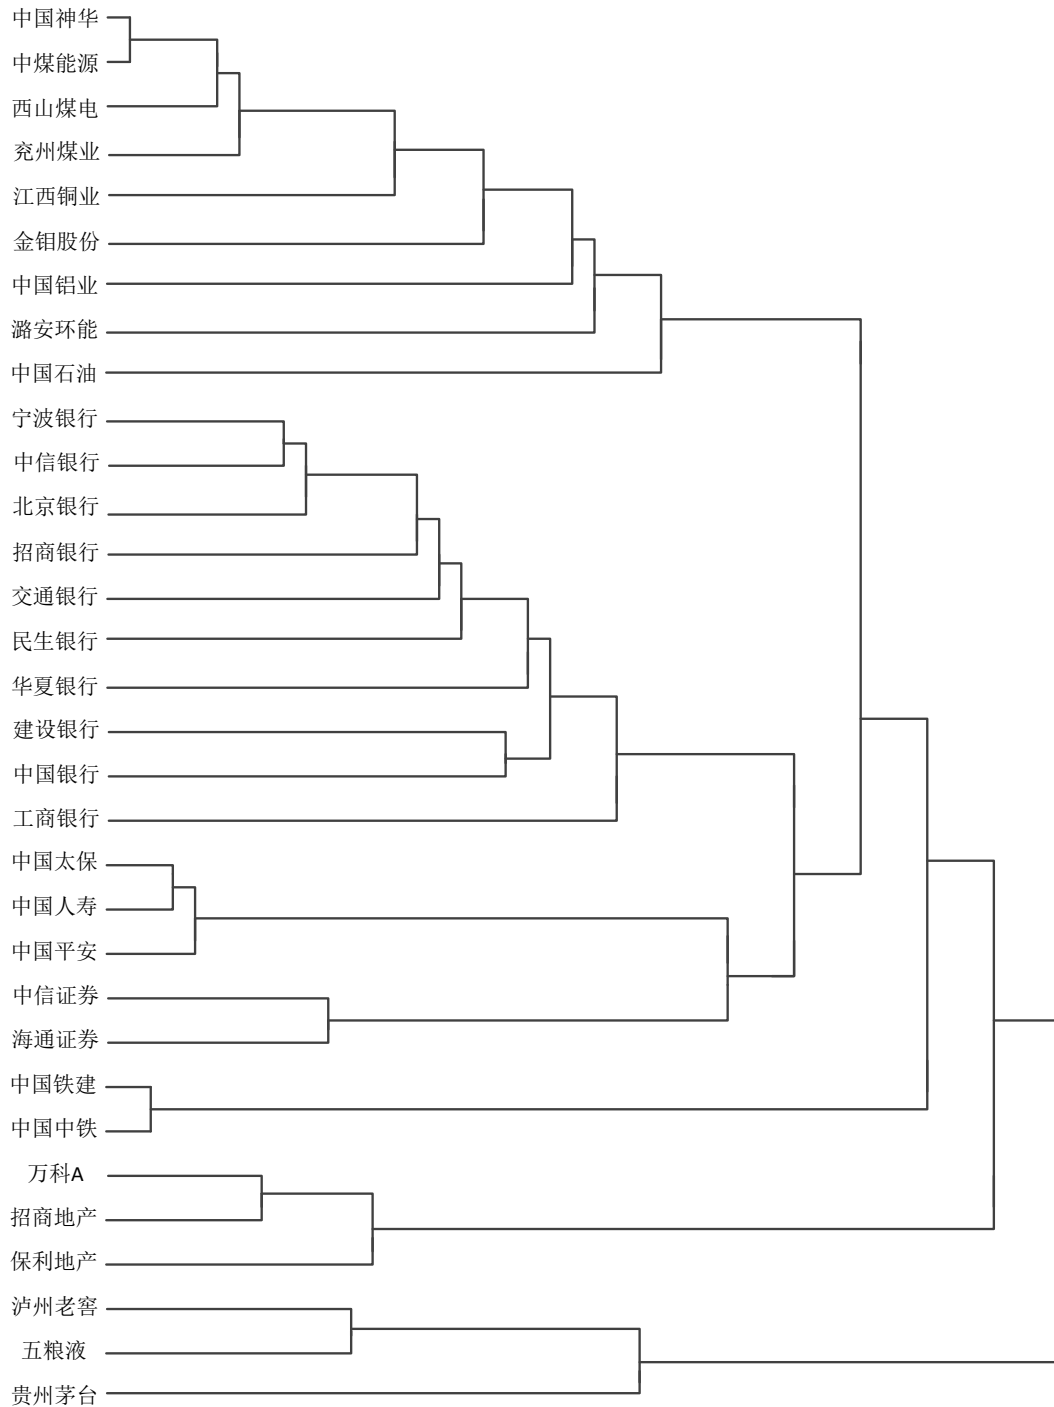 中国神华
中煤能源
西山煤电
兖州煤业
江西铜业
金钼股份
中国铝业
潞安环能
中国石油
宁波银行
中信银行
北京银行
招商银行
交通银行
民生银行
华夏银行
建设银行
中国银行
工商银行
中国太保
中国人寿
中国平安
中信证券
海通证券
中国铁建
中国中铁
万科A
招商地产
保利地产
泸州老窖
五粮液
贵州茅台